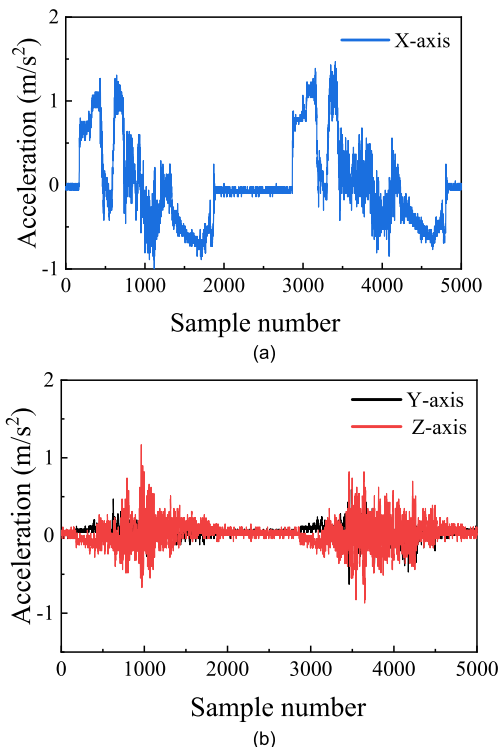 2
X-axis
1
0
-1
Acceleration (m/s²)
0 1000 2000 3000 4000 5000
Sample number
(a)
2
Y-axis
Z-axis
1
0
-1
Acceleration (m/s²)
0 1000 2000 3000 4000 5000
Sample number
(b)